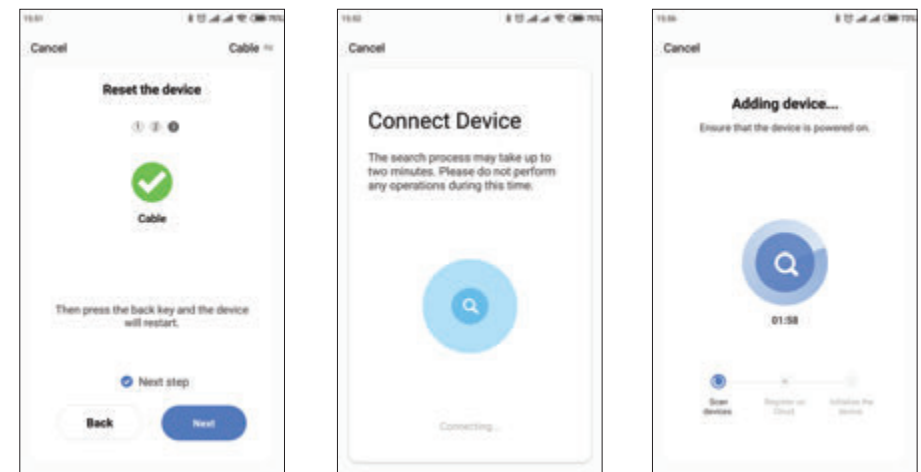 Cancel
Cable
Reset the device
1 2 3
Cable
Then press the back key and the device
will restart.
Next step
Back
Next
Cancel
Connect Device
The search process may take up to
two minutes. Please do not perform
any operations during this time.
Connecting...
Cancel
Adding device...
Ensure that the device is powered on.
01:58
Scan
devices
Register on
Cloud
Initialize the
device